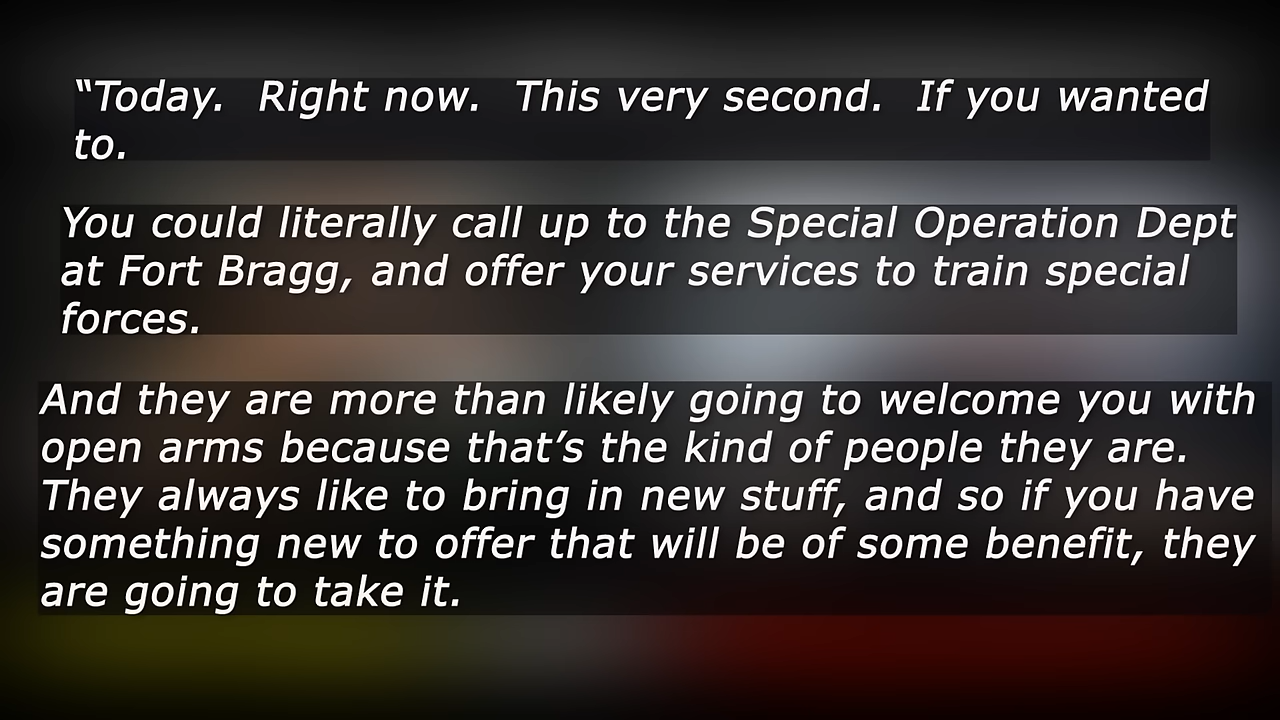 “Today.  Right now.  This very second.  If you wanted
to.
You could literally call up to the Special Operation Dept
at Fort Bragg, and offer your services to train special
forces.
And they are more than likely going to welcome you with
open arms because that’s the kind of people they are.
They always like to bring in new stuff, and so if you have
something new to offer that will be of some benefit, they
are going to take it.